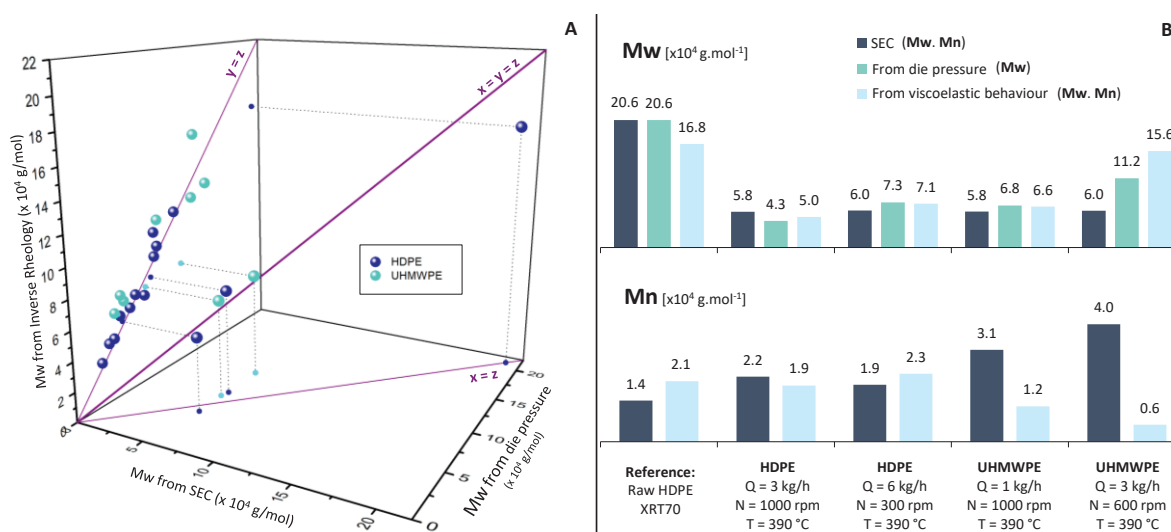 A
22
20
18
16
14
12
10
8
6
4
2
0
Mw from Inverse Rheology (x 10⁴ g/mol)
y = z
x = y = z
x = z
HDPE
UHMWPE
5
10
15
20
Mw from SEC (x 10⁴ g/mol)
0
5
10
15
20
Mw from die pressure
(x 10⁴ g/mol)
B
Mw [x10⁴ g.mol⁻¹]
SEC (Mw. Mn)
From die pressure (Mw)
From viscoelastic behaviour (Mw. Mn)
20.6 20.6 16.8
5.8 4.3 5.0
6.0 7.3 7.1
5.8 6.8 6.6
6.0 11.2 15.6
Mn [x10⁴ g.mol⁻¹]
1.4 2.1
2.2 1.9
1.9 2.3
3.1 1.2
4.0 0.6
Reference:
Raw HDPE
XRT70
HDPE
Q = 3 kg/h
N = 1000 rpm
T = 390 °C
HDPE
Q = 6 kg/h
N = 300 rpm
T = 390 °C
UHMWPE
Q = 1 kg/h
N = 1000 rpm
T = 390 °C
UHMWPE
Q = 3 kg/h
N = 600 rpm
T = 390 °C